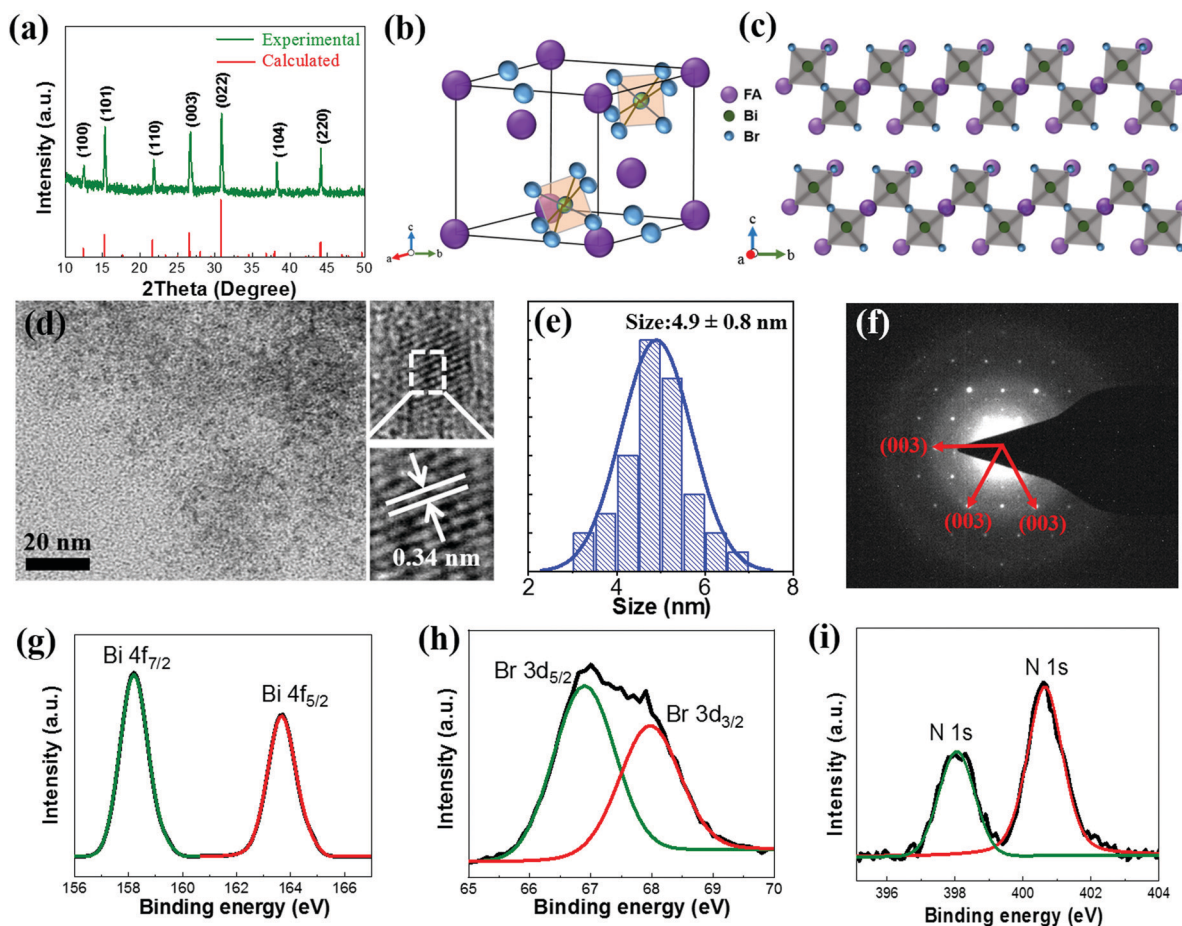 (a)
Experimental
Calculated
(100)
(101)
(110)
(003)
(022)
(104)
(220)
Intensity (a.u.)
10 15 20 25 30 35 40 45 50
2Theta (Degree)
(b)
FA
Bi
Br
c
a
b
(c)
c
a
b
(d)
20 nm
0.34 nm
(e)
Size:4.9 ± 0.8 nm
2 4 6 8
Size (nm)
(f)
(003)
(003)
(003)
(g)
Bi 4f7/2
Bi 4f5/2
Intensity (a.u.)
156 158 160 162 164 166
Binding energy (eV)
(h)
Br 3d5/2
Br 3d3/2
Intensity (a.u.)
65 66 67 68 69 70
Binding energy (eV)
(i)
N 1s
N 1s
Intensity (a.u.)
396 398 400 402 404
Binding energy (eV)